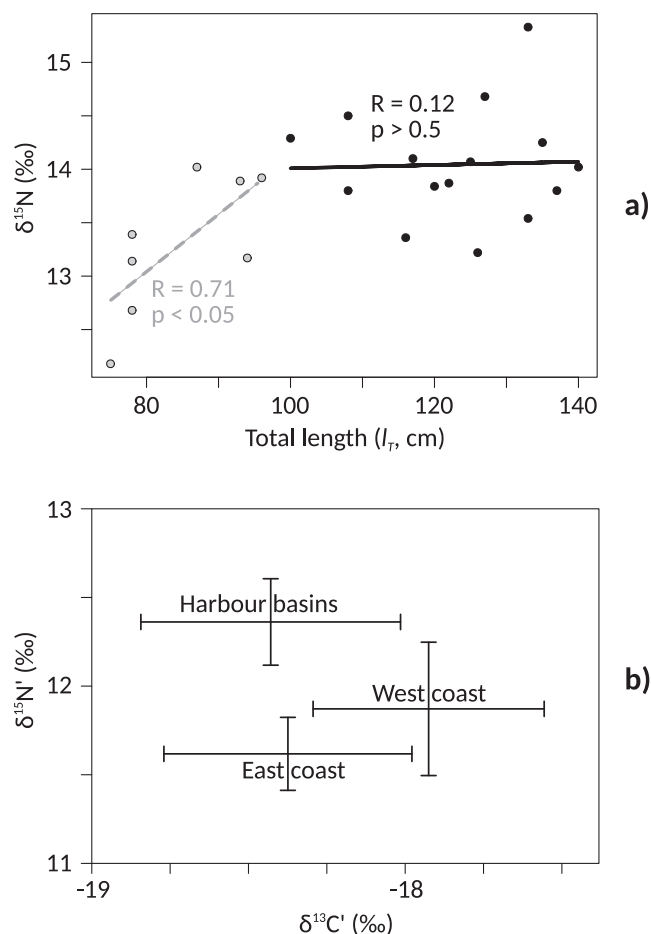 15
14
13
δ¹⁵N (‰)
R = 0.12
p > 0.5
R = 0.71
p < 0.05
a)
80 100 120 140
Total length (l_T, cm)
13
12
11
δ¹⁵N' (‰)
Harbour basins
West coast
East coast
b)
-19 -18
δ¹³C' (‰)